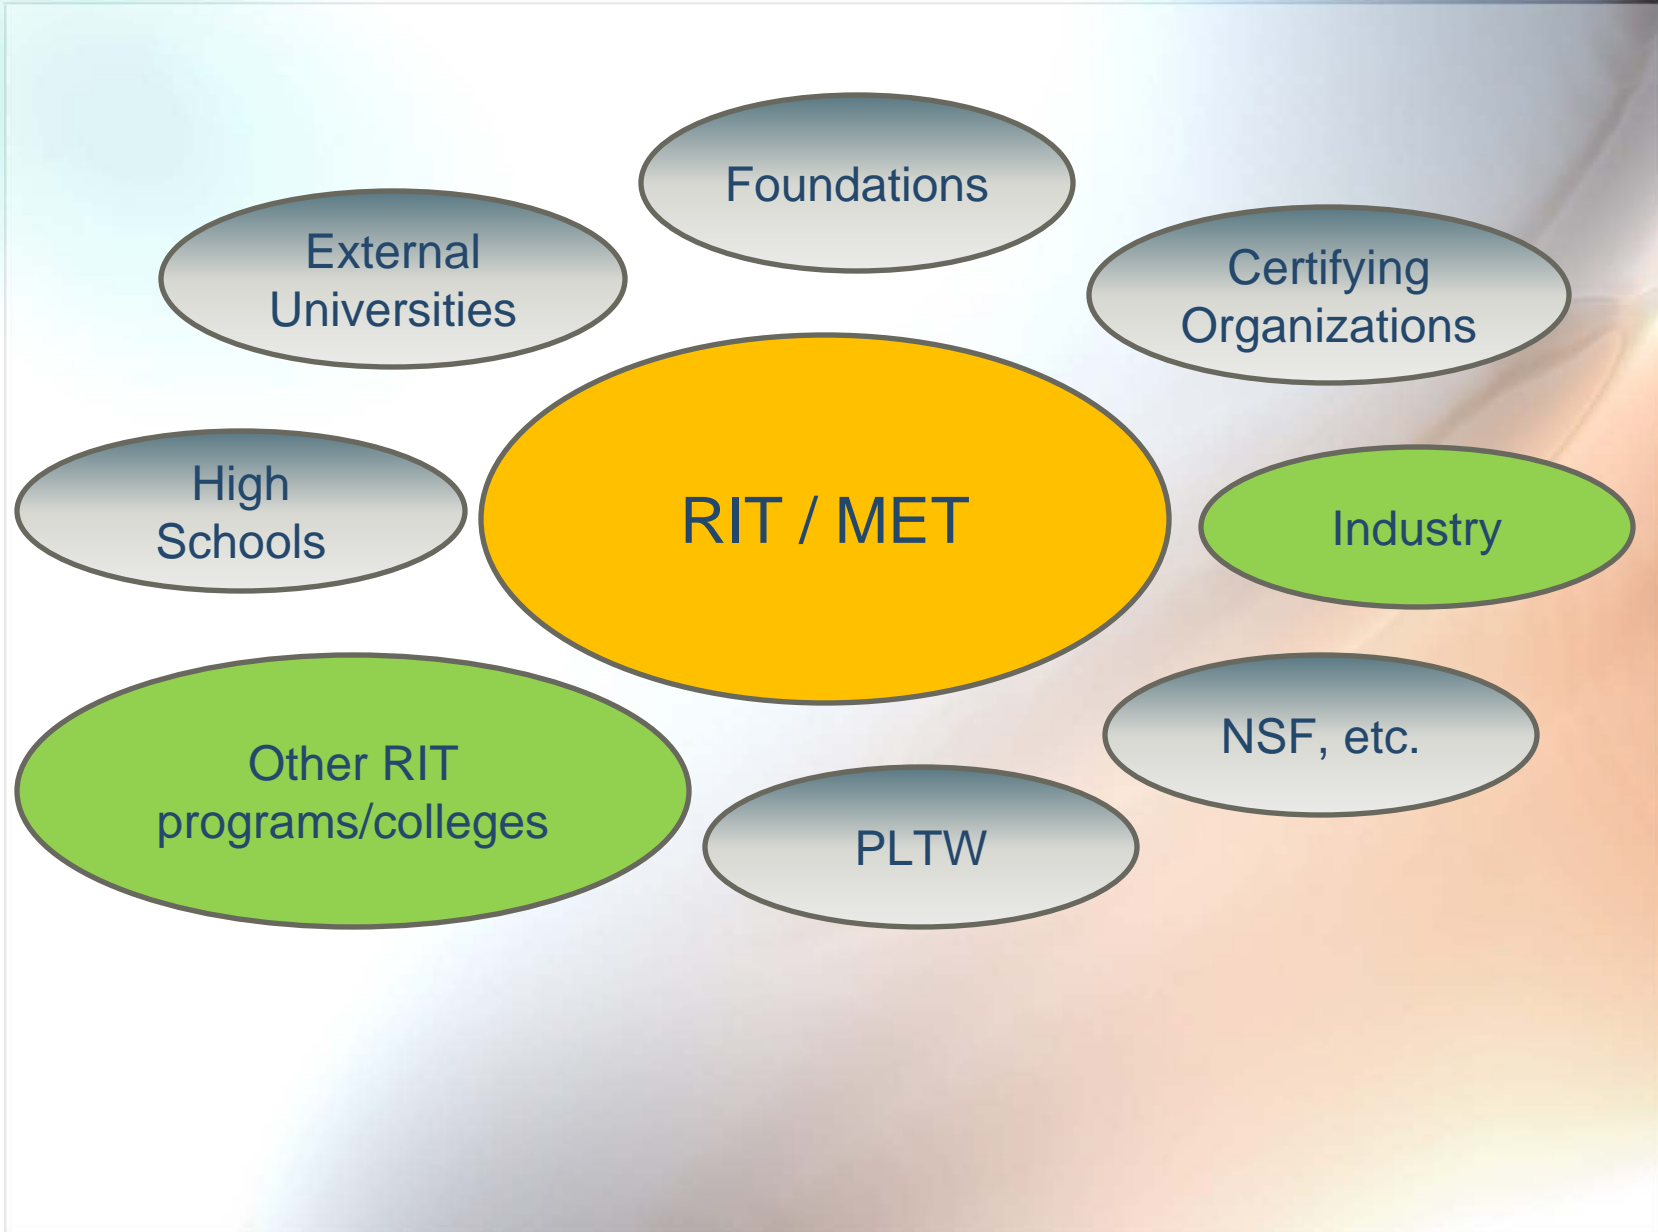 Foundations
External
Universities
Certifying
Organizations
High
Schools
RIT / MET
Industry
Other RIT
programs/colleges
NSF, etc.
PLTW